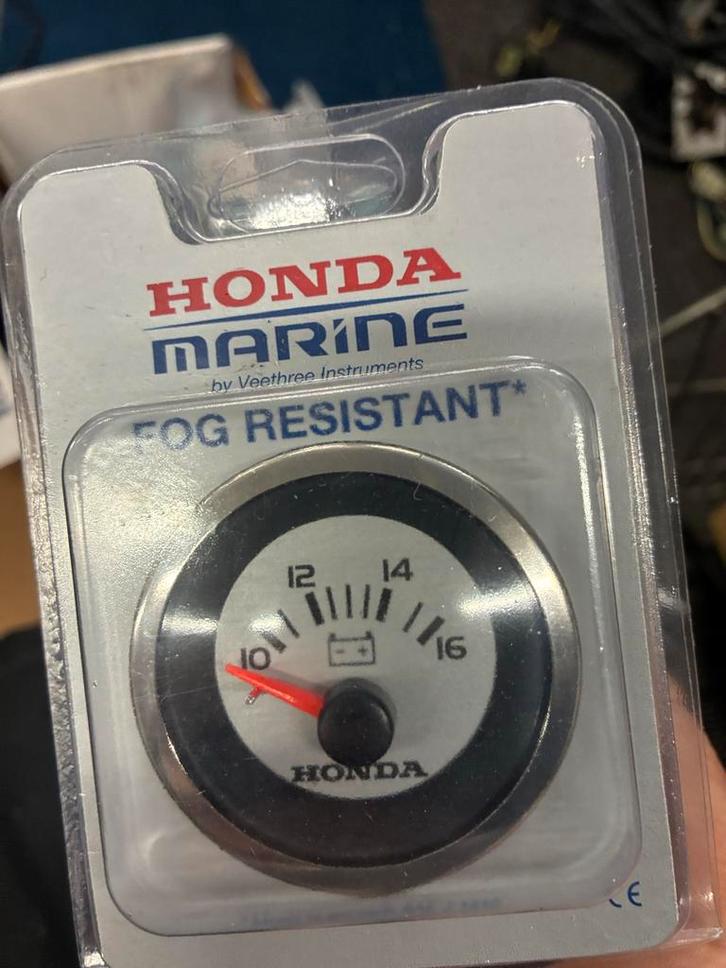 HONDA
MARINE
by Veethree Instruments
FOG RESISTANT*
12 14
10 16
- +
HONDA
CE